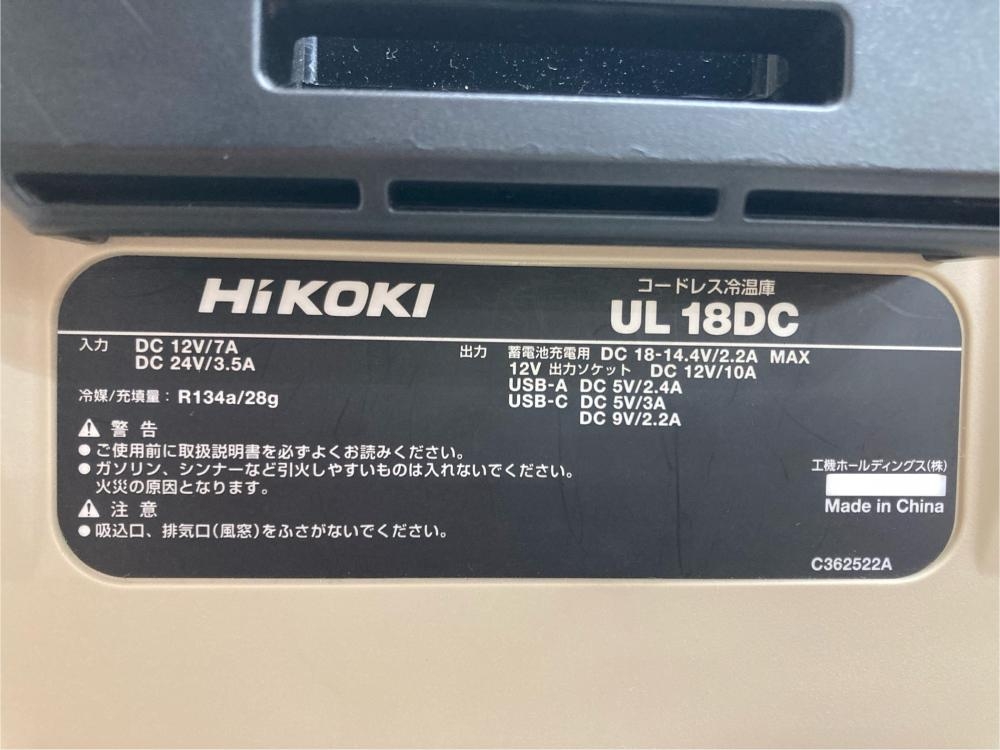 HiKOKI
コードレス冷温庫
UL 18DC
入力 DC 12V/7A
DC 24V/3.5A
冷媒/充填量: R134a/28g
出力 蓄電池充電用 DC 18-14.4V/2.2A MAX
12V 出力ソケット DC 12V/10A
USB-A DC 5V/2.4A
USB-C DC 5V/3A
DC 9V/2.2A
⚠ 警告
●ご使用前に取扱説明書を必ずよくお読みください。
●ガソリン、シンナーなど引火しやすいものは入れないでください。
火災の原因となります。
⚠ 注意
●吸込口、排気口(風窓)をふさがないでください。
工機ホールディングス(株)
Made in China
C362522A